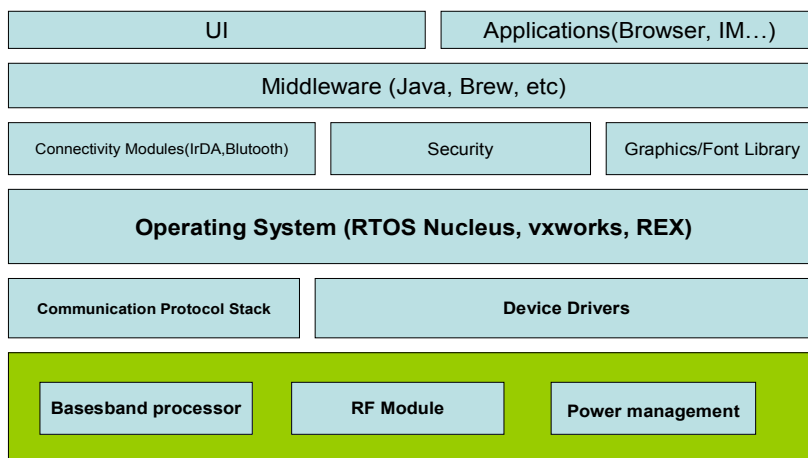 UI
Applications(Browser, IM…)
Middleware (Java, Brew, etc)
Connectivity Modules(IrDA,Blutooth)
Security
Graphics/Font Library
Operating System (RTOS Nucleus, vxworks, REX)
Communication Protocol Stack
Device Drivers
Basesband processor
RF Module
Power management